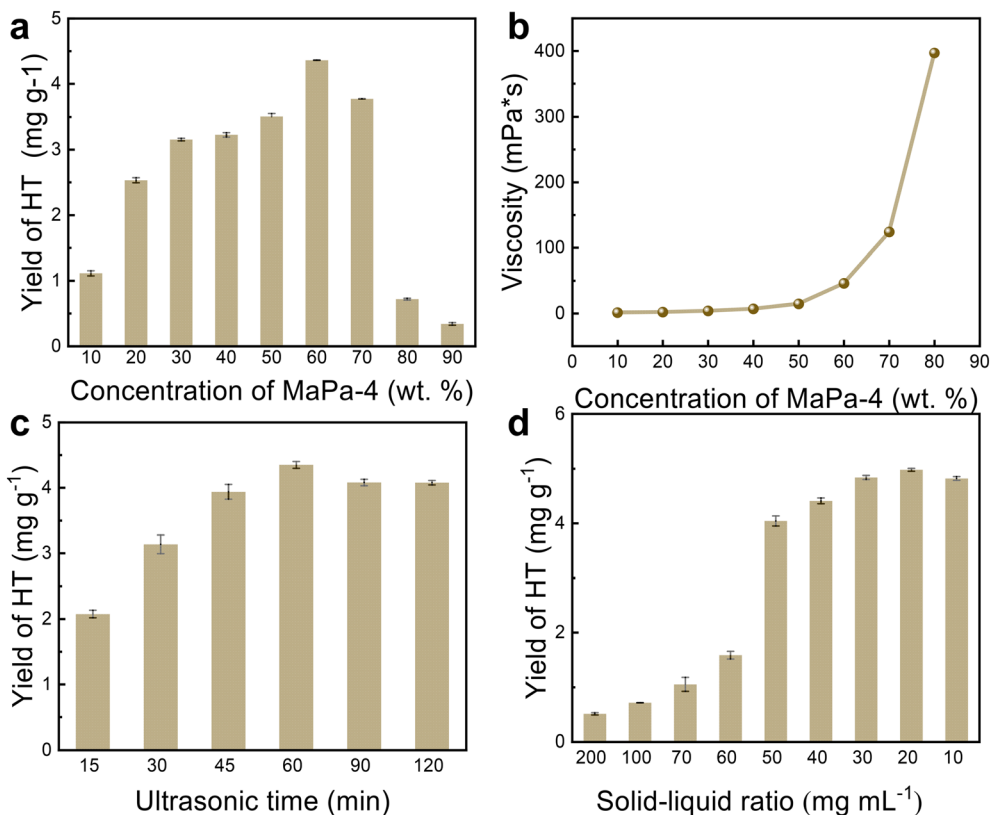 a
Yield of HT (mg g-1)
5
4
3
2
1
0
10 20 30 40 50 60 70 80 90
Concentration of MaPa-4 (wt. %)
b
Viscosity (mPa*s)
400
300
200
100
0
0 10 20 30 40 50 60 70 80 90
Concentration of MaPa-4 (wt. %)
c
Yield of HT (mg g⁻¹)
5
4
3
2
1
0
15 30 45 60 90 120
Ultrasonic time (min)
d
Yield of HT (mg g⁻¹)
6
4
2
0
200 100 70 60 50 40 30 20 10
Solid-liquid ratio (mg mL⁻¹)